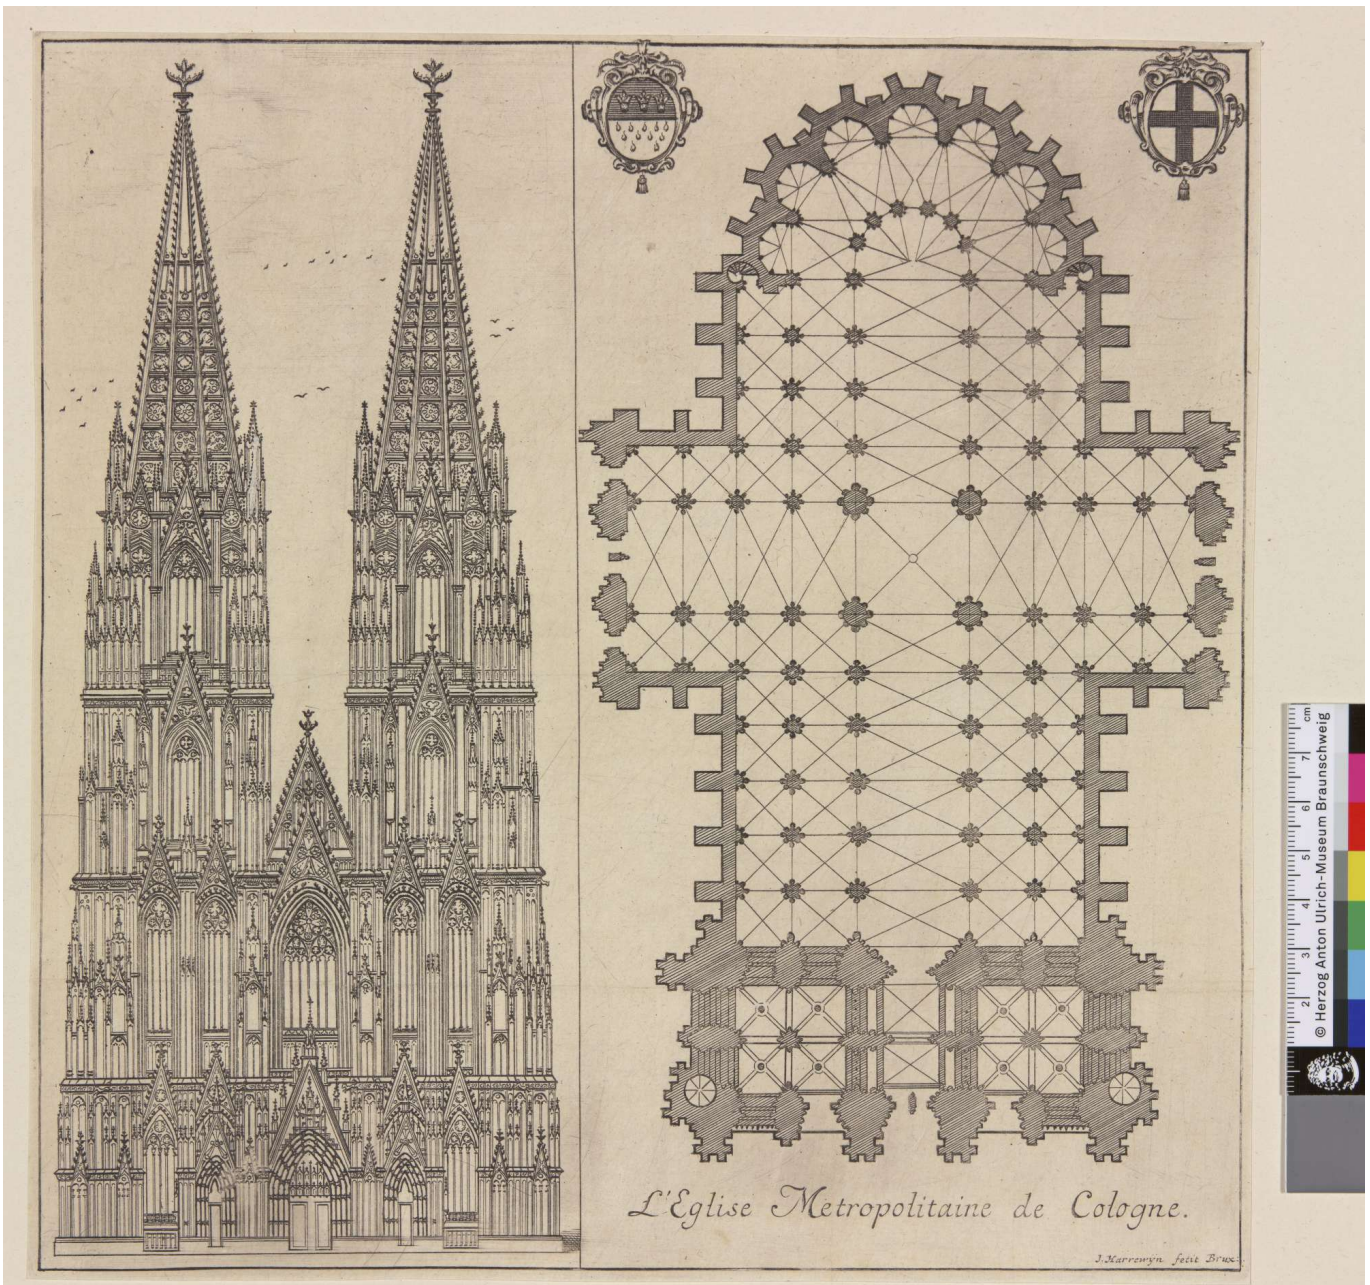 L'Eglise Metropolitaine de Cologne.
J. Harrewÿn fecit Brux:
cm
7
6
5
4
3
2
1
© Herzog Anton Ulrich-Museum Braunschweig